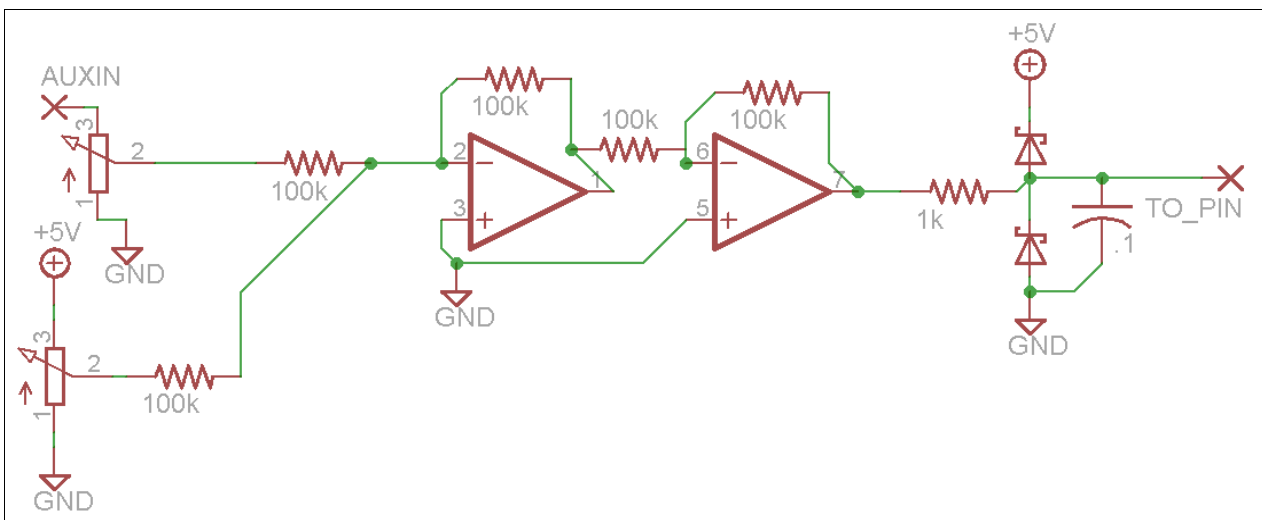 AUXIN
3
2
1
GND
+5V
3
2
1
GND
100k
100k
100k
2
-
3
+
1
GND
100k
100k
6
-
5
+
7
1k
+5V
TO_PIN
.1
GND